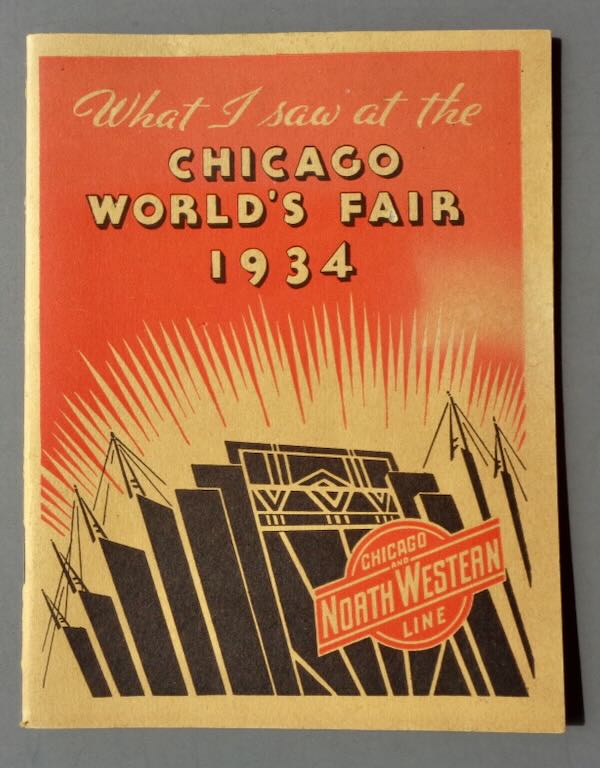 What I saw at the
CHICAGO
WORLD'S FAIR
1934
CHICAGO
AND
NORTH WESTERN
LINE